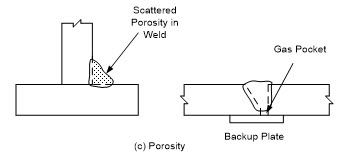 Scattered
Porosity in
Weld
Gas Pocket
Backup Plate
(c) Porosity